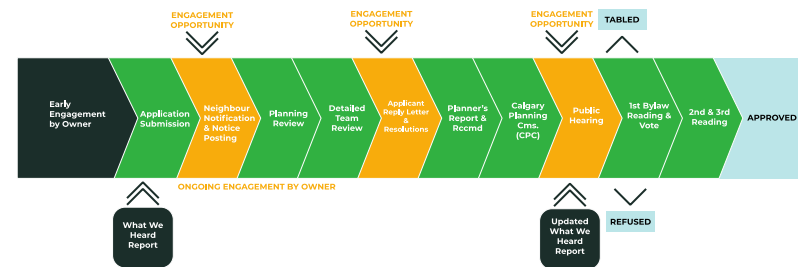 ENGAGEMENT
OPPORTUNITY
ENGAGEMENT
OPPORTUNITY
ENGAGEMENT
OPPORTUNITY
TABLED
Early
Engagement
by Owner
Application
Submission
Neighbour
Notification
& Notice
Posting
Planning
Review
Detailed
Team
Review
Applicant
Reply Letter
&
Resolutions
Planner's
Report &
Rccmd
Calgary
Planning
Cms.
(CPC)
Public
Hearing
1st Bylaw
Reading &
Vote
2nd & 3rd
Reading
APPROVED
ONGOING ENGAGEMENT BY OWNER
What We
Heard
Report
Updated
What We
Heard
Report
REFUSED